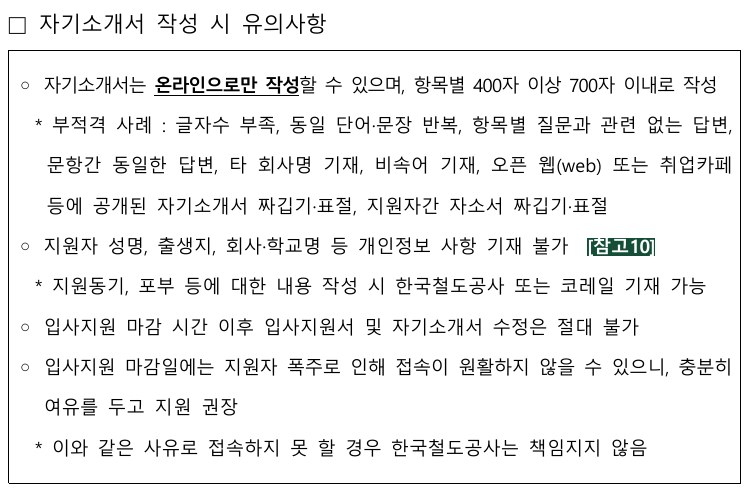 □ 자기소개서 작성 시 유의사항
○ 자기소개서는 온라인으로만 작성할 수 있으며, 항목별 400자 이상 700자 이내로 작성
* 부적격 사례 : 글자수 부족, 동일 단어·문장 반복, 항목별 질문과 관련 없는 답변,
문항간 동일한 답변, 타 회사명 기재, 비속어 기재, 오픈 웹(web) 또는 취업카페
등에 공개된 자기소개서 짜깁기·표절, 지원자간 자소서 짜깁기·표절
○ 지원자 성명, 출생지, 회사·학교명 등 개인정보 사항 기재 불가 [참고10]
* 지원동기, 포부 등에 대한 내용 작성 시 한국철도공사 또는 코레일 기재 가능
○ 입사지원 마감 시간 이후 입사지원서 및 자기소개서 수정은 절대 불가
○ 입사지원 마감일에는 지원자 폭주로 인해 접속이 원활하지 않을 수 있으니, 충분히
여유를 두고 지원 권장
* 이와 같은 사유로 접속하지 못 할 경우 한국철도공사는 책임지지 않음